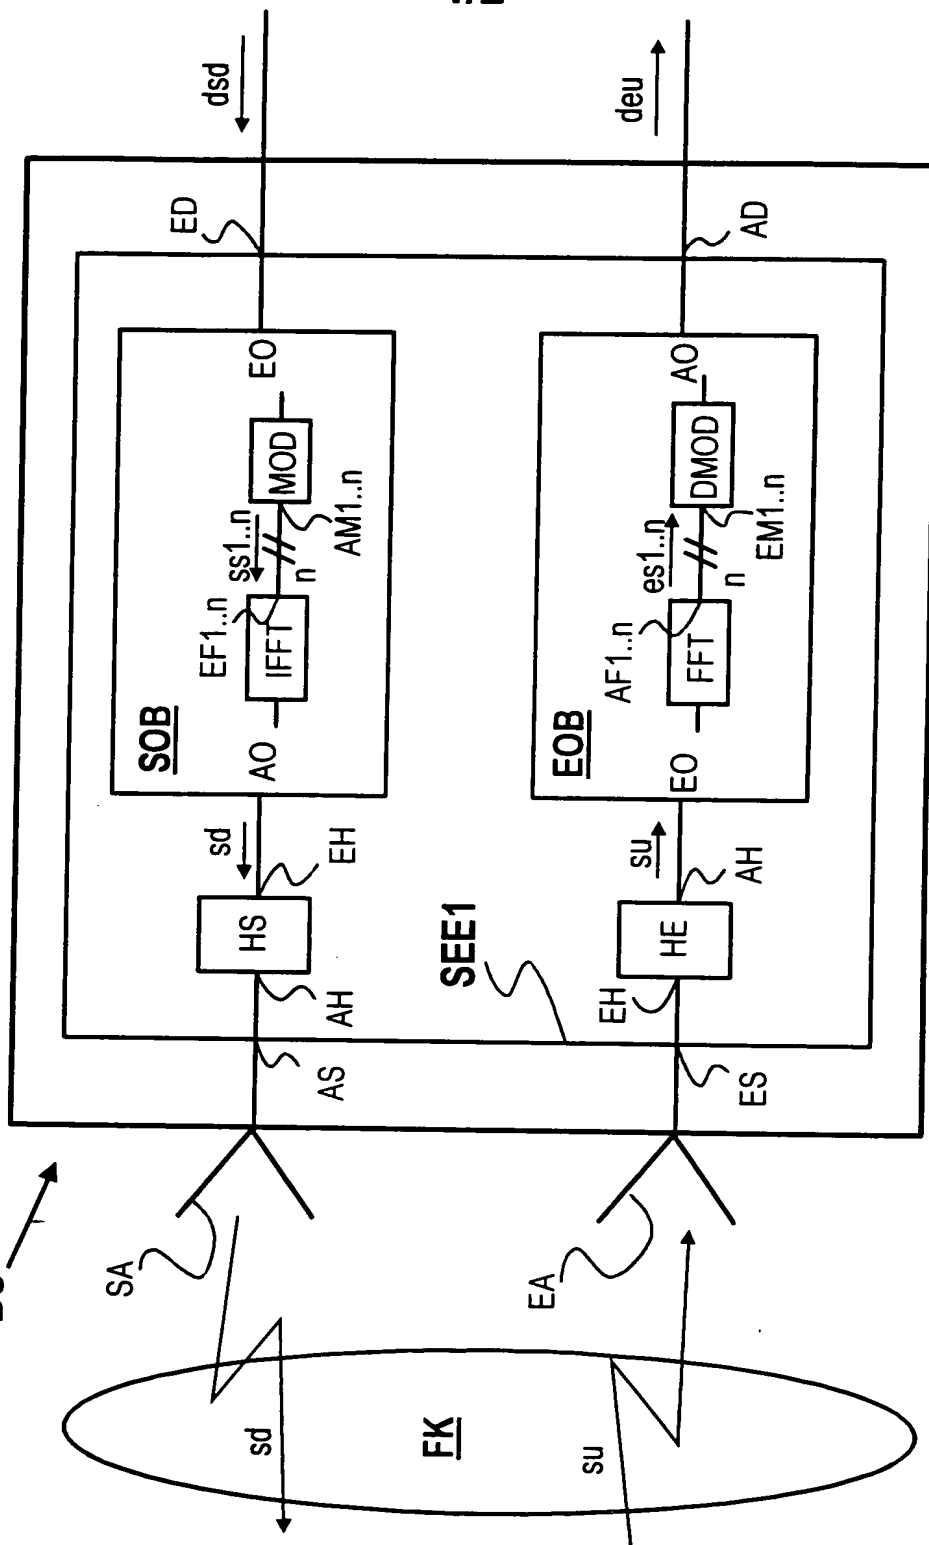 dsd
deu
ED
AD
EO
MOD
AM1..n
ss1..n
n
EF1..n
IFFT
SOB
AO
AO
DMOD
EM1..n
es1..n
n
AF1..n
FFT
EOB
EO
sd
EH
HS
AH
AS
SEE1
su
AH
HE
EH
ES
SA
EA
sd
FK
su